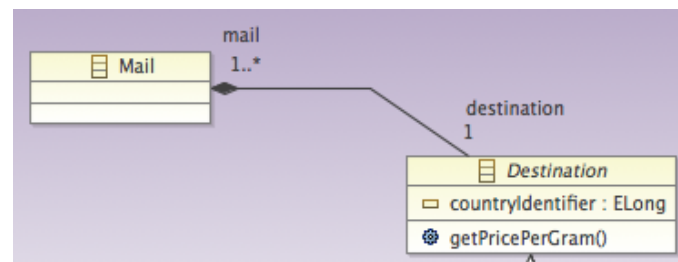 mail
Mail
1..*
destination
1
Destination
countryIdentifier : ELong
getPricePerGram()